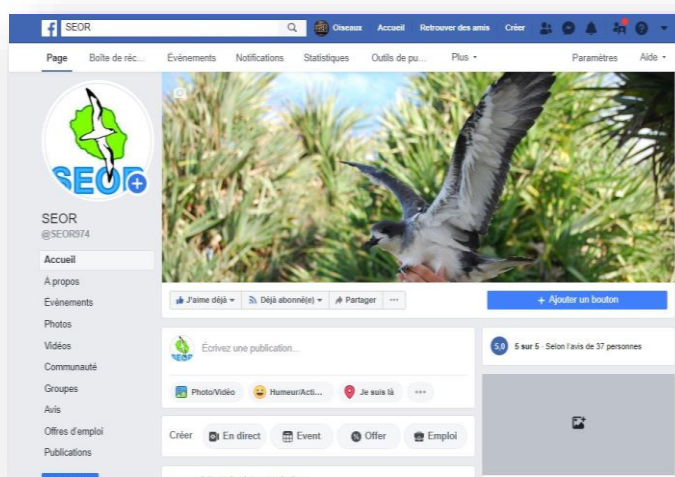 SEOR
Oiseaux Accueil Retrouver des amis Créer
Page Boîte de réc... Événements Notifications Statistiques Outils de pu... Plus Paramètres Aide
SEOR
SEOR
@SEOR974
Accueil
À propos
Evènements
Photos
Vidéos
Communauté
Groupes
Avis
Offres d'emploi
Publications
J'aime déjà Déjà abonné(e) Partager ...
+ Ajouter un bouton
SEOR
Écrivez une publication...
Photo/Vidéo Humeur/Acti... Je suis là ...
Créer En direct Event Offer Emploi
5,0 5 sur 5 · Selon l'avis de 37 personnes